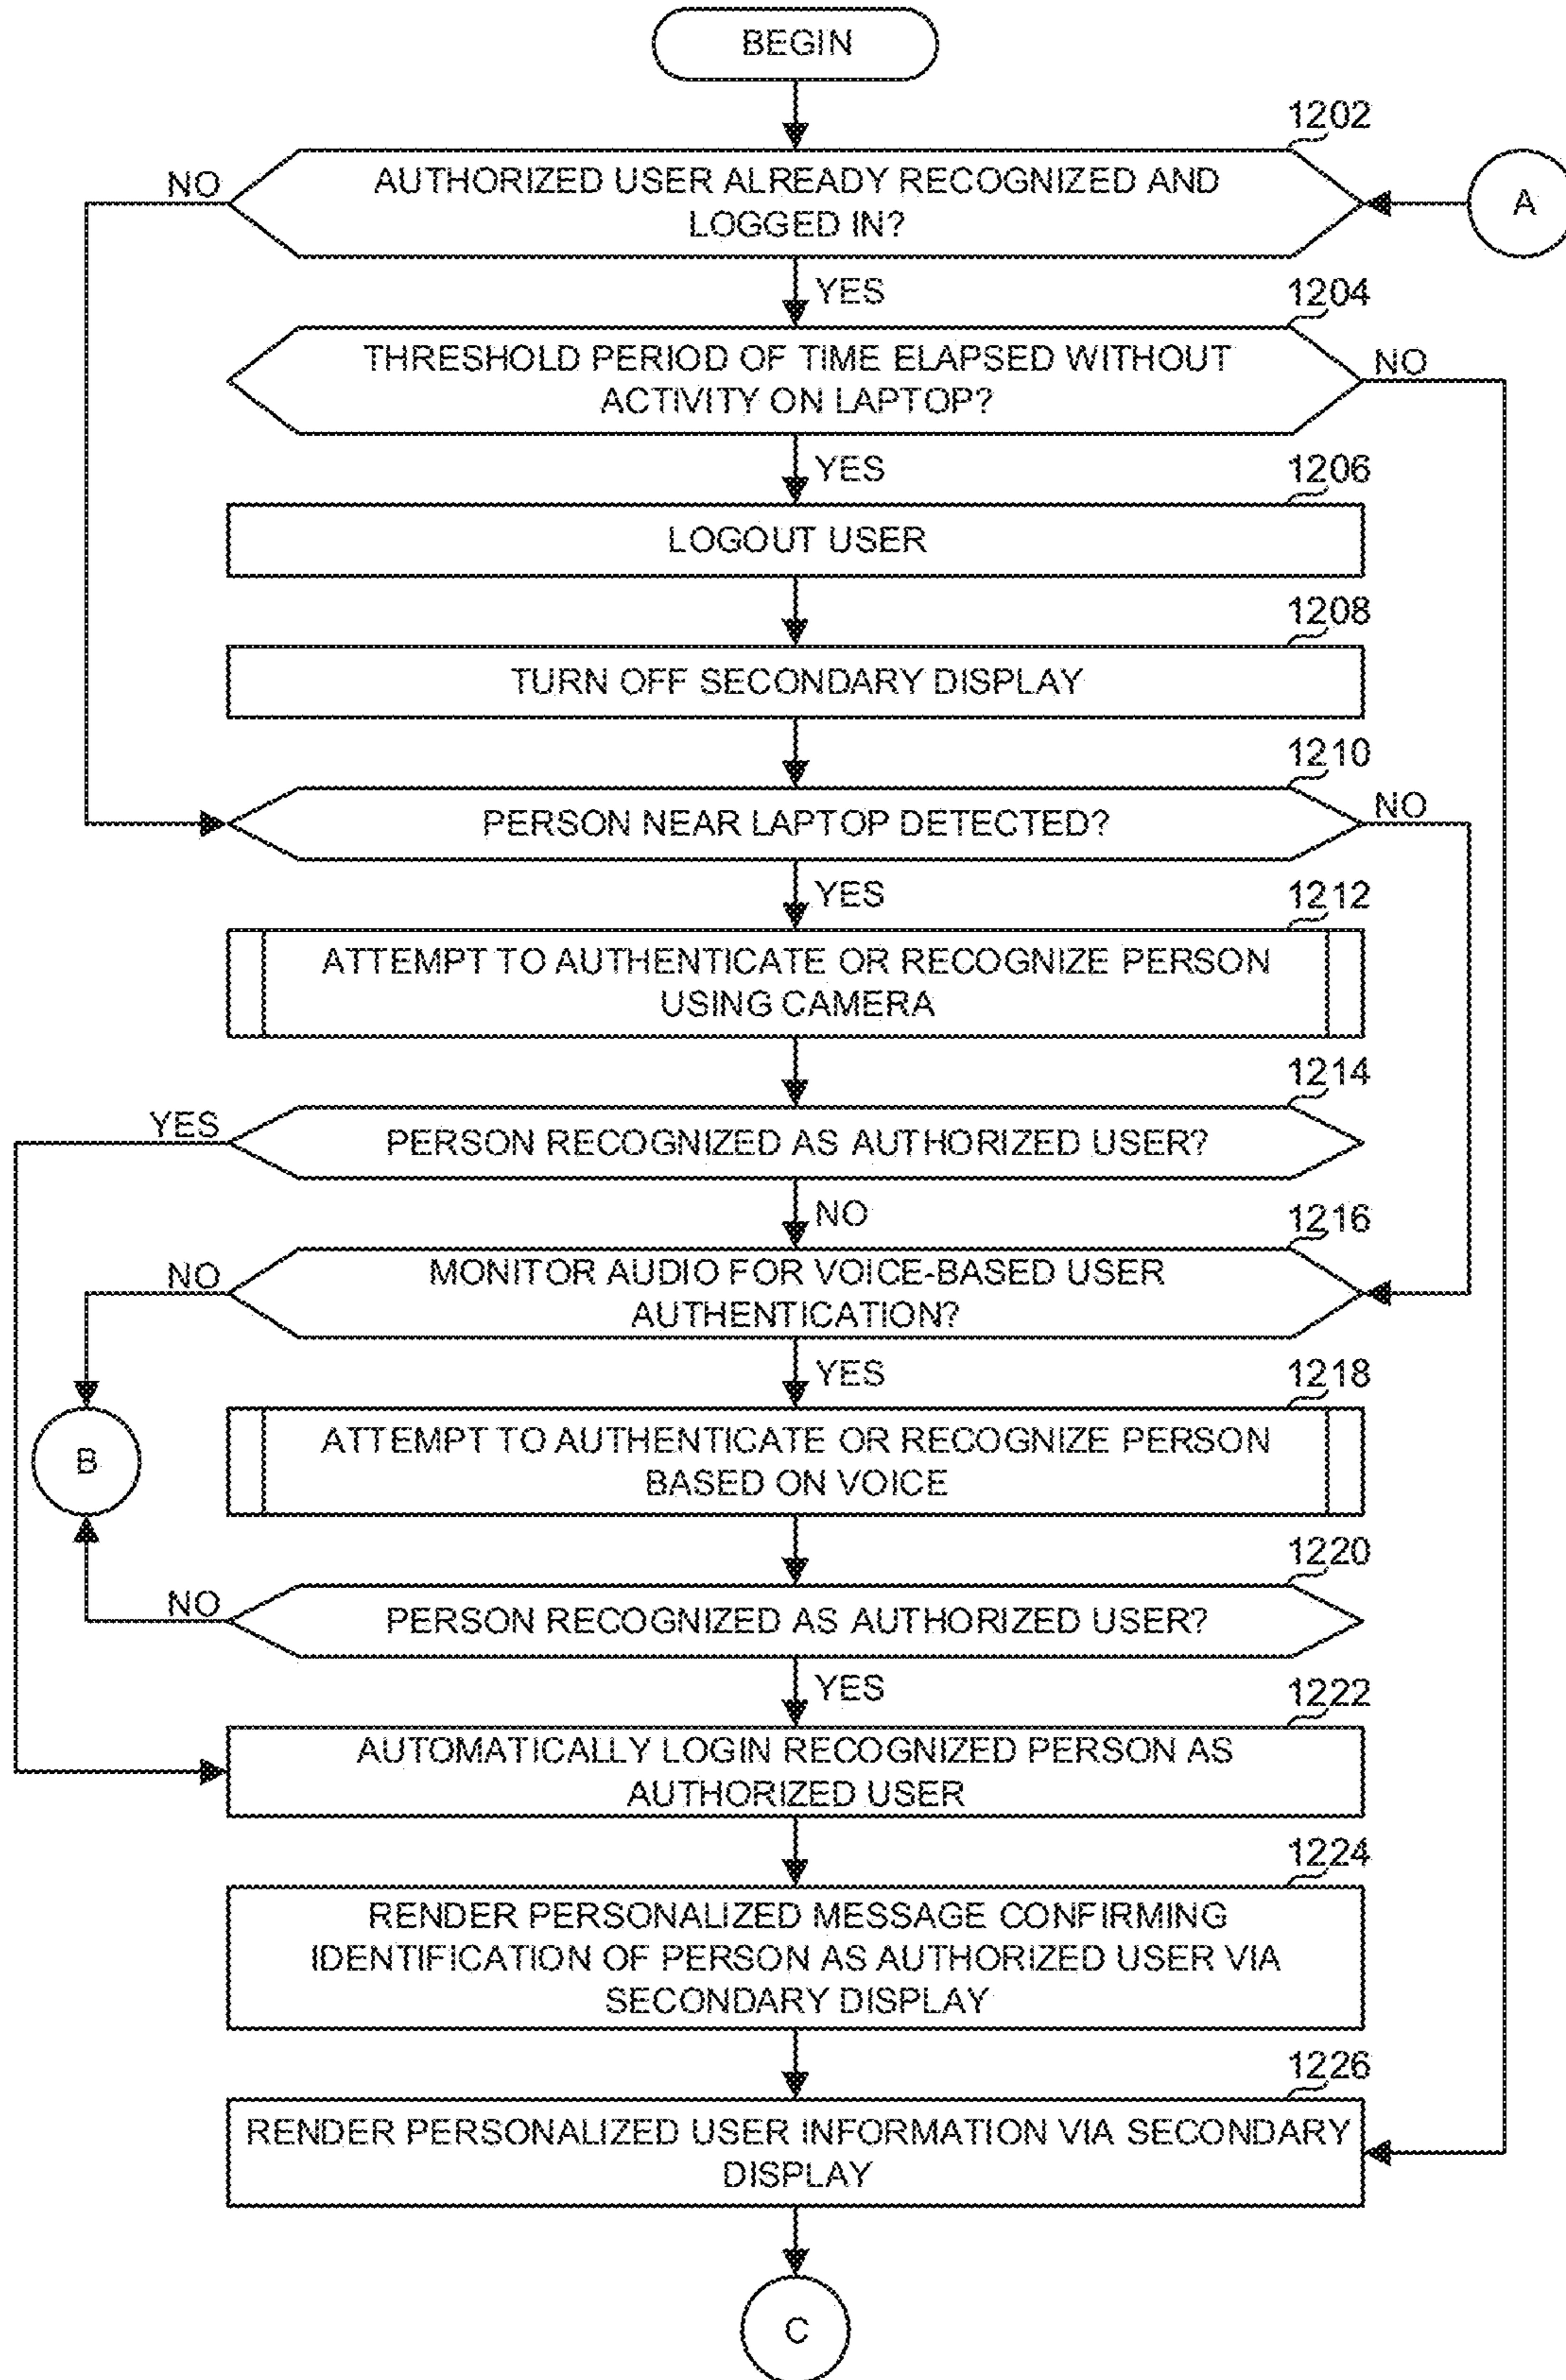 BEGIN
1202
NO
AUTHORIZED USER ALREADY RECOGNIZED AND
LOGGED IN?
A
YES
1204
THRESHOLD PERIOD OF TIME ELAPSED WITHOUT
ACTIVITY ON LAPTOP?
NO
YES
1206
LOGOUT USER
1208
TURN OFF SECONDARY DISPLAY
1210
PERSON NEAR LAPTOP DETECTED?
NO
YES
1212
ATTEMPT TO AUTHENTICATE OR RECOGNIZE PERSON
USING CAMERA
1214
YES
PERSON RECOGNIZED AS AUTHORIZED USER?
NO
1216
NO
MONITOR AUDIO FOR VOICE-BASED USER
AUTHENTICATION?
YES
1218
B
ATTEMPT TO AUTHENTICATE OR RECOGNIZE PERSON
BASED ON VOICE
1220
NO
PERSON RECOGNIZED AS AUTHORIZED USER?
YES
1222
AUTOMATICALLY LOGIN RECOGNIZED PERSON AS
AUTHORIZED USER
1224
RENDER PERSONALIZED MESSAGE CONFIRMING
IDENTIFICATION OF PERSON AS AUTHORIZED USER VIA
SECONDARY DISPLAY
1226
RENDER PERSONALIZED USER INFORMATION VIA SECONDARY
DISPLAY
C